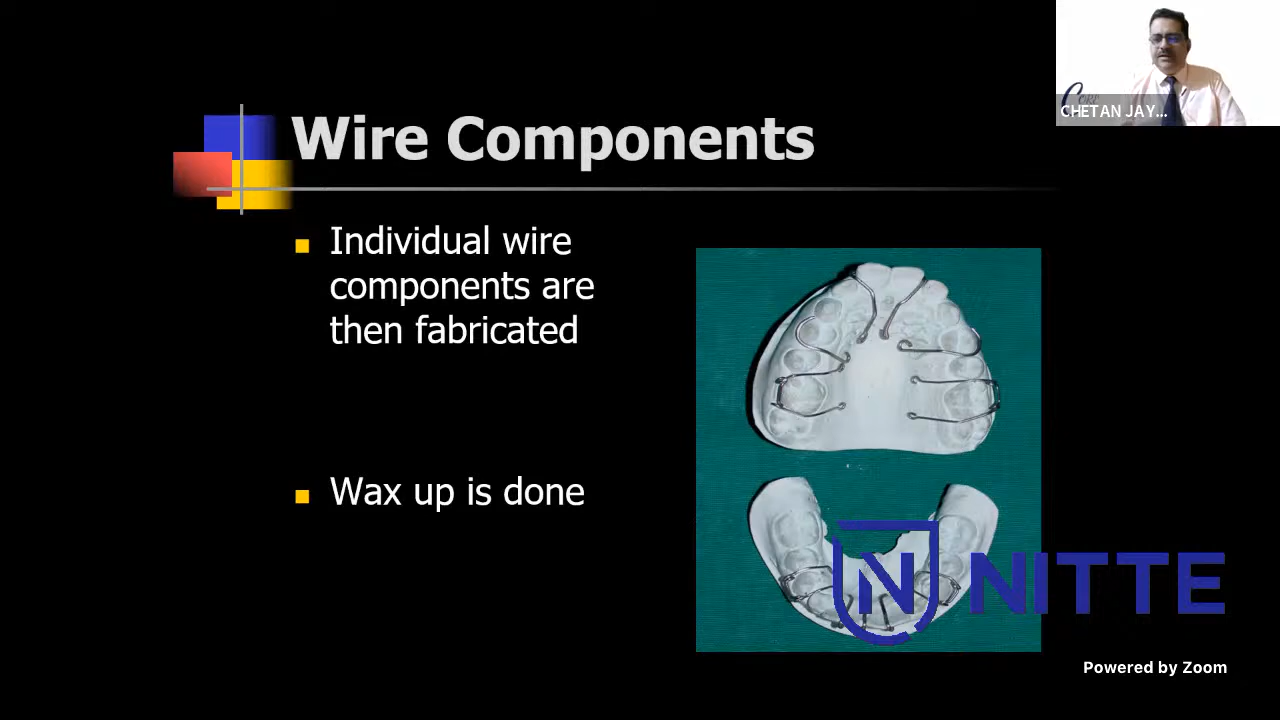 CHETAN JAY...
Wire Components
Individual wire
components are
then fabricated
Wax up is done
N NITTE
Powered by Zoom